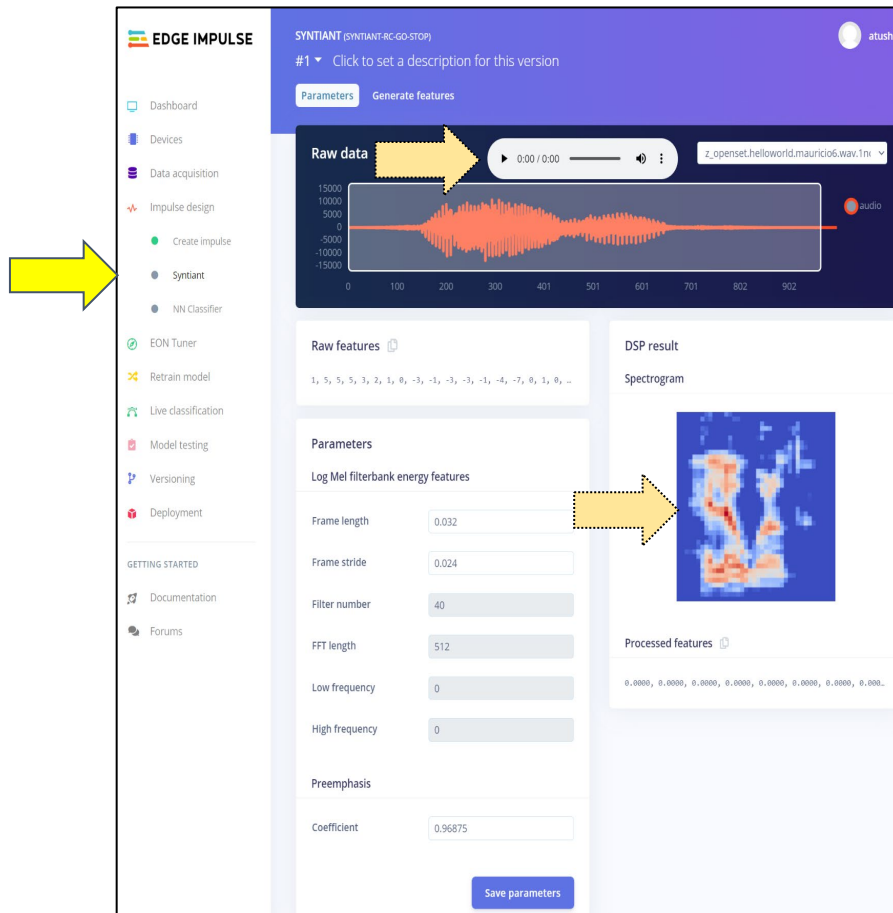 EDGE IMPULSE
Dashboard
Devices
Data acquisition
Impulse design
Create impulse
Syntiant
NN Classifier
EON Tuner
Retrain model
Live classification
Model testing
Versioning
Deployment
GETTING STARTED
Documentation
Forums
SYNTIANT (SYNTIANT-RC-GO-STOP)
atush
#1 Click to set a description for this version
Parameters Generate features
Raw data
0:00 / 0:00
z_openset.helloworld.mauricio6.wav.1n
15000
10000
5000
0
-5000
-10000
-15000
audio
0 100 200 300 401 501 601 701 802 902
Raw features
1, 5, 5, 5, 3, 2, 1, 0, -3, -1, -3, -3, -1, -4, -7, 0, 1, 0, …
Parameters
Log Mel filterbank energy features
Frame length 0.032
Frame stride 0.024
Filter number 40
FFT length 512
Low frequency 0
High frequency 0
Preemphasis
Coefficient 0.96875
Save parameters
DSP result
Spectrogram
Processed features
0.0000, 0.0000, 0.0000, 0.0000, 0.0000, 0.0000, 0.0000, 0.000…